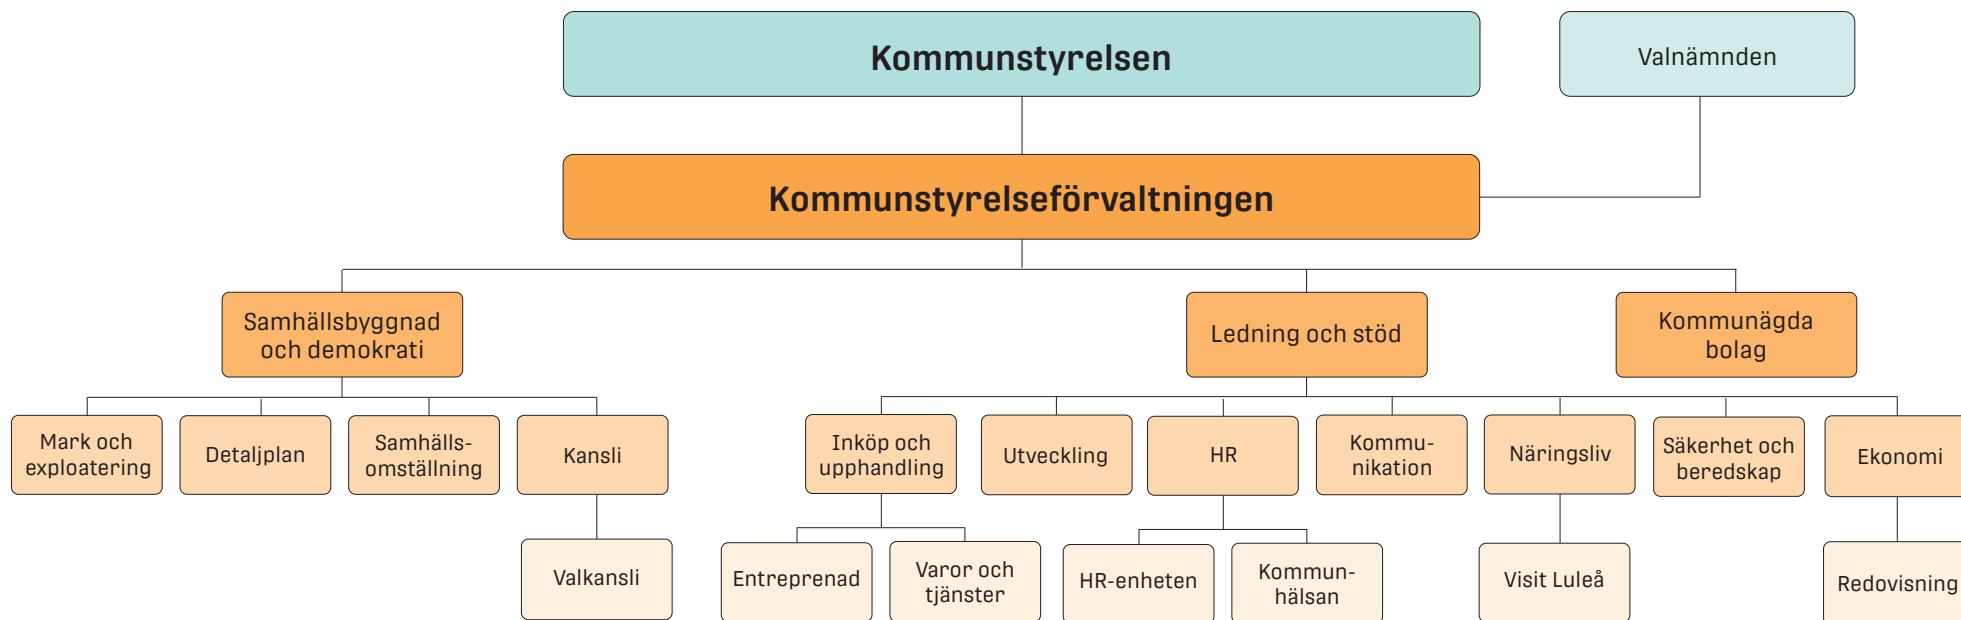 Kommunstyrelsen
Valnämnden
Kommunstyrelseförvaltningen
Samhällsbyggnad
och demokrati
Ledning och stöd
Kommunägda
bolag
Mark och
exploatering
Detaljplan
Samhälls-
omställning
Kansli
Inköp och
upphandling
Utveckling
HR
Kommu-
nikation
Näringsliv
Säkerhet och
beredskap
Ekonomi
Valkansli
Entreprenad
Varor och
tjänster
HR-enheten
Kommun-
hälsan
Visit Luleå
Redovisning